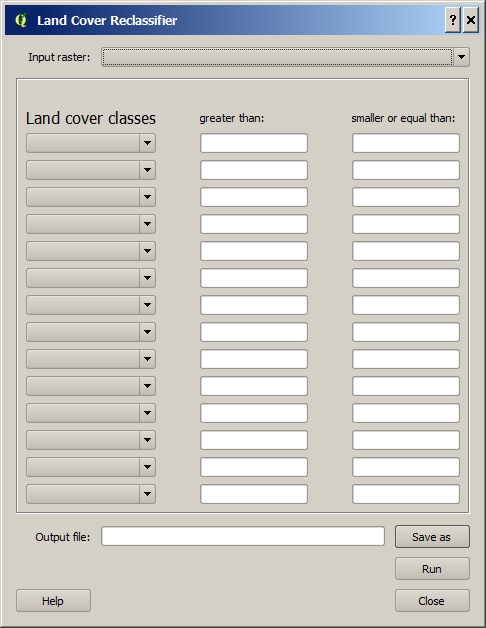 Land Cover Reclassifier
Input raster:
Land cover classes greater than: smaller or equal than:
Output file: Save as
Run
Help Close